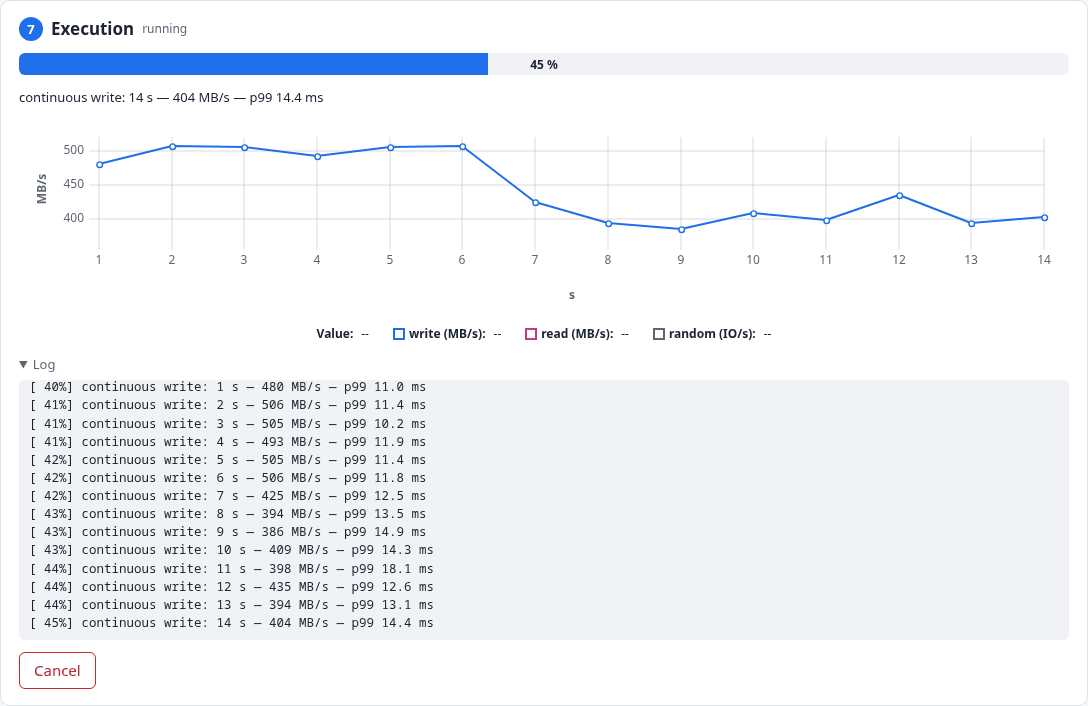 7 Execution running
45 %
continuous write: 14 s — 404 MB/s — p99 14.4 ms
500
450
400
MB/s
1 2 3 4 5 6 7 8 9 10 11 12 13 14
s
Value: -- write (MB/s): -- read (MB/s): -- random (IO/s): --
▼ Log
[ 40%] continuous write: 1 s — 480 MB/s — p99 11.0 ms
[ 41%] continuous write: 2 s — 506 MB/s — p99 11.4 ms
[ 41%] continuous write: 3 s — 505 MB/s — p99 10.2 ms
[ 41%] continuous write: 4 s — 493 MB/s — p99 11.9 ms
[ 42%] continuous write: 5 s — 505 MB/s — p99 11.4 ms
[ 42%] continuous write: 6 s — 506 MB/s — p99 11.8 ms
[ 42%] continuous write: 7 s — 425 MB/s — p99 12.5 ms
[ 43%] continuous write: 8 s — 394 MB/s — p99 13.5 ms
[ 43%] continuous write: 9 s — 386 MB/s — p99 14.9 ms
[ 43%] continuous write: 10 s — 409 MB/s — p99 14.3 ms
[ 44%] continuous write: 11 s — 398 MB/s — p99 18.1 ms
[ 44%] continuous write: 12 s — 435 MB/s — p99 12.6 ms
[ 44%] continuous write: 13 s — 394 MB/s — p99 13.1 ms
[ 45%] continuous write: 14 s — 404 MB/s — p99 14.4 ms
Cancel